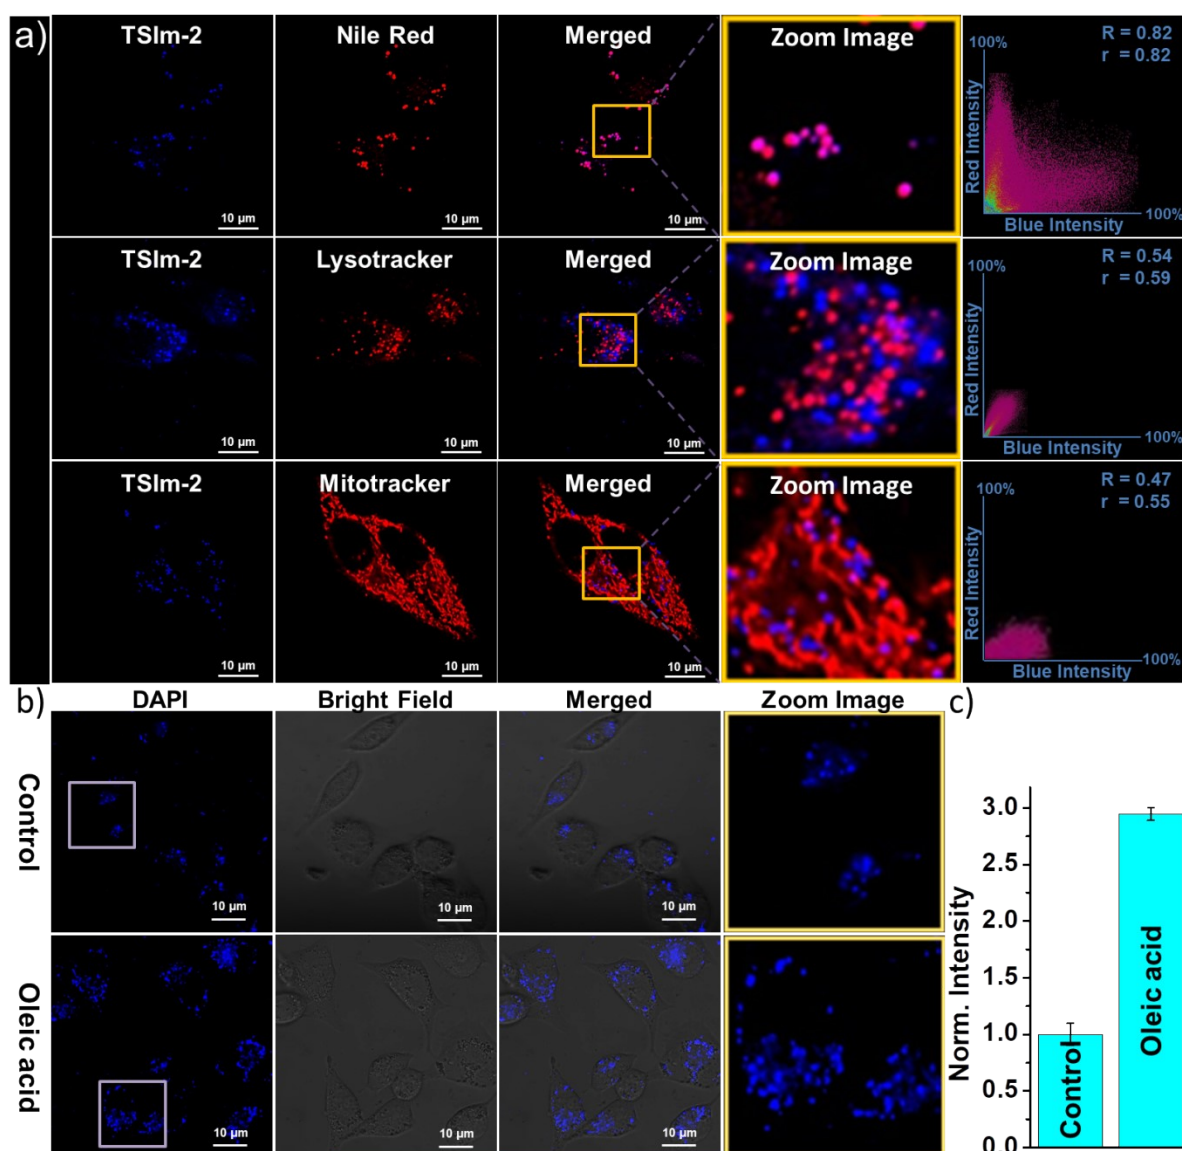 a)
TSIm-2
Nile Red
Merged
Zoom Image
R = 0.82
r = 0.82
100%
Red Intensity
100%
Blue Intensity
10 µm
10 µm
10 µm
TSIm-2
Lysotracker
Merged
Zoom Image
R = 0.54
r = 0.59
100%
Red Intensity
100%
Blue Intensity
10 µm
10 µm
10 µm
TSIm-2
Mitotracker
Merged
Zoom Image
R = 0.47
r = 0.55
100%
Red Intensity
100%
Blue Intensity
10 µm
10 µm
10 µm
b)
DAPI
Bright Field
Merged
Zoom Image
Control
10 µm
10 µm
10 µm
Oleic acid
10 µm
10 µm
10 µm
c)
Norm. Intensity
3.0
2.5
2.0
1.5
1.0
0.5
0.0
Control
Oleic acid